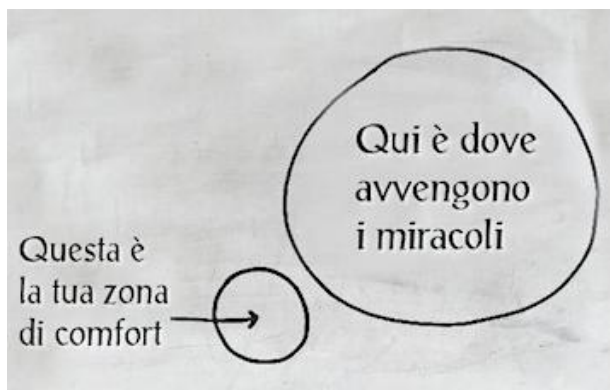 Qui è dove
avvengono
i miracoli
Questa è
la tua zona
di comfort